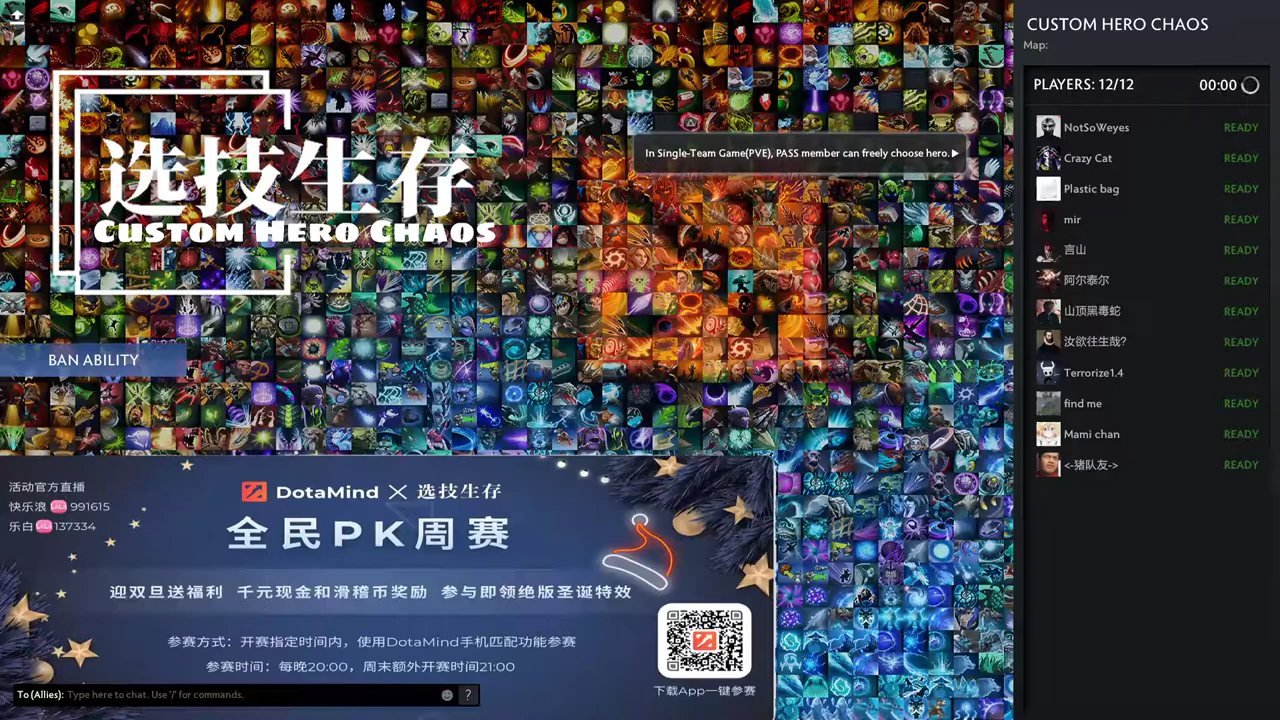 CUSTOM HERO CHAOS
Map:
PLAYERS: 12/12
00:00
NotSoWeyes READY
Crazy Cat READY
Plastic bag READY
mir READY
言山 READY
阿尔泰尔 READY
山顶黑毒蛇 READY
汝欲往生哉? READY
Terrorize1.4 READY
find me READY
Mami chan READY
<-猪队友-> READY
In Single-Team Game(PVE), PASS member can freely choose hero.
选技生存
CUSTOM HERO CHAOS
BAN ABILITY
活动官方直播
快乐浪 991615
乐白 137334
DotaMind × 选技生存
全民PK周赛
迎双旦送福利 千元现金和滑稽币奖励 参与即领绝版圣诞特效
参赛方式：开赛指定时间内，使用DotaMind手机匹配功能参赛
参赛时间：每晚20:00，周末额外开赛时间21:00
下载App一键参赛
To (Allies): Type here to chat. Use '/' for commands.
?